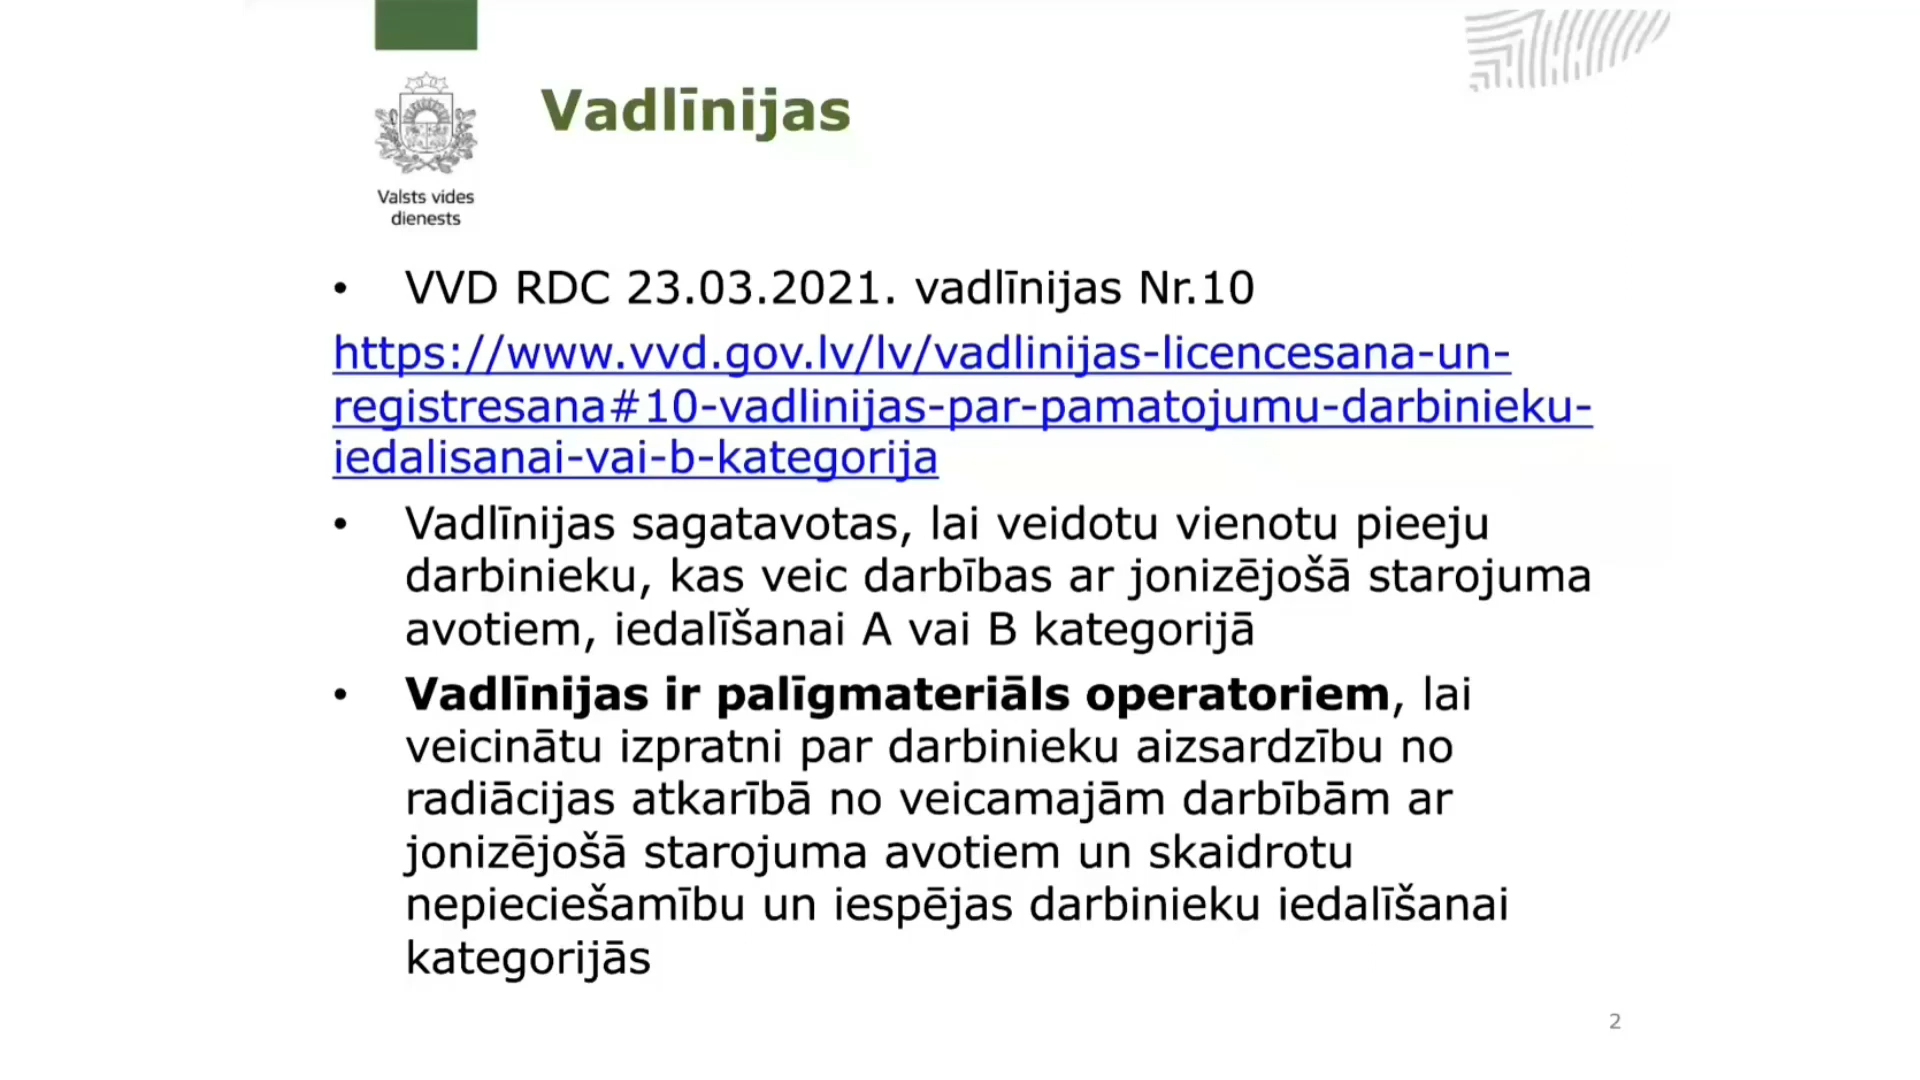 Vadlīnijas
Valsts vides
dienests
• VVD RDC 23.03.2021. vadlīnijas Nr.10
https://www.vvd.gov.lv/lv/vadlinijas-licencesana-un-
registresana#10-vadlinijas-par-pamatojumu-darbinieku-
iedalisanai-vai-b-kategorija
• Vadlīnijas sagatavotas, lai veidotu vienotu pieeju
darbinieku, kas veic darbības ar jonizējošā starojuma
avotiem, iedalīšanai A vai B kategorijā
• Vadlīnijas ir palīgmateriāls operatoriem, lai
veicinātu izpratni par darbinieku aizsardzību no
radiācijas atkarībā no veicamajām darbībām ar
jonizējošā starojuma avotiem un skaidrotu
nepieciešamību un iespējas darbinieku iedalīšanai
kategorijās
2